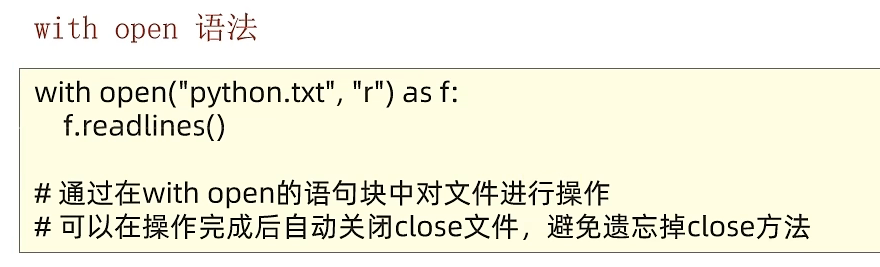 with open 语法
with open("python.txt", "r") as f:
    f.readlines()
# 通过在with open的语句块中对文件进行操作
# 可以在操作完成后自动关闭close文件，避免遗忘掉close方法